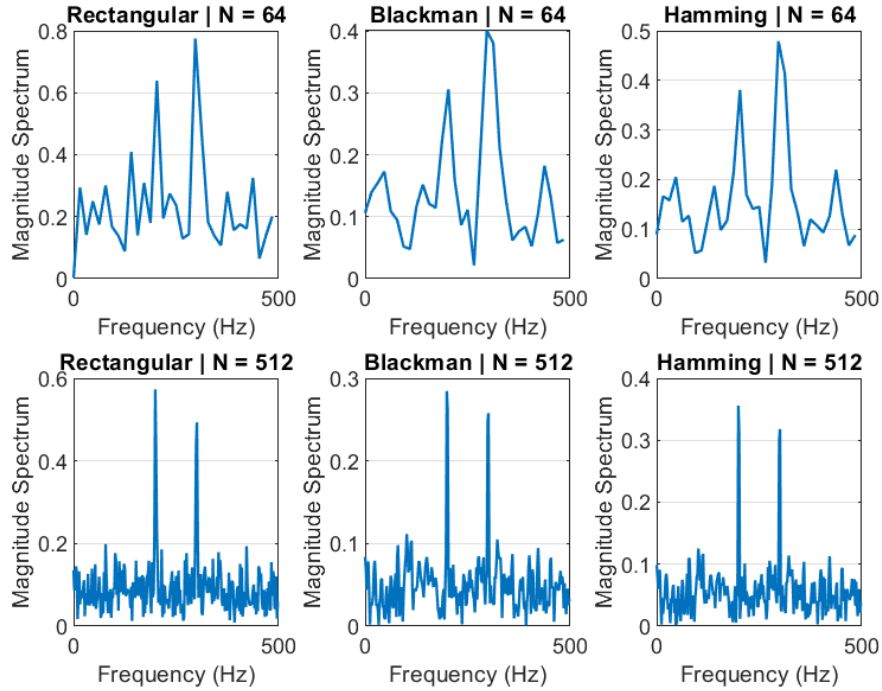 Rectangular | N = 64
Magnitude Spectrum
0.8
0.6
0.4
0.2
0
0
500
Frequency (Hz)
Blackman | N = 64
Magnitude Spectrum
0.4
0.3
0.2
0.1
0
0
500
Frequency (Hz)
Hamming | N = 64
Magnitude Spectrum
0.5
0.4
0.3
0.2
0.1
0
0
500
Frequency (Hz)
Rectangular | N = 512
Magnitude Spectrum
0.6
0.4
0.2
0
0
500
Frequency (Hz)
Blackman | N = 512
Magnitude Spectrum
0.3
0.2
0.1
0
0
500
Frequency (Hz)
Hamming | N = 512
Magnitude Spectrum
0.4
0.3
0.2
0.1
0
0
500
Frequency (Hz)